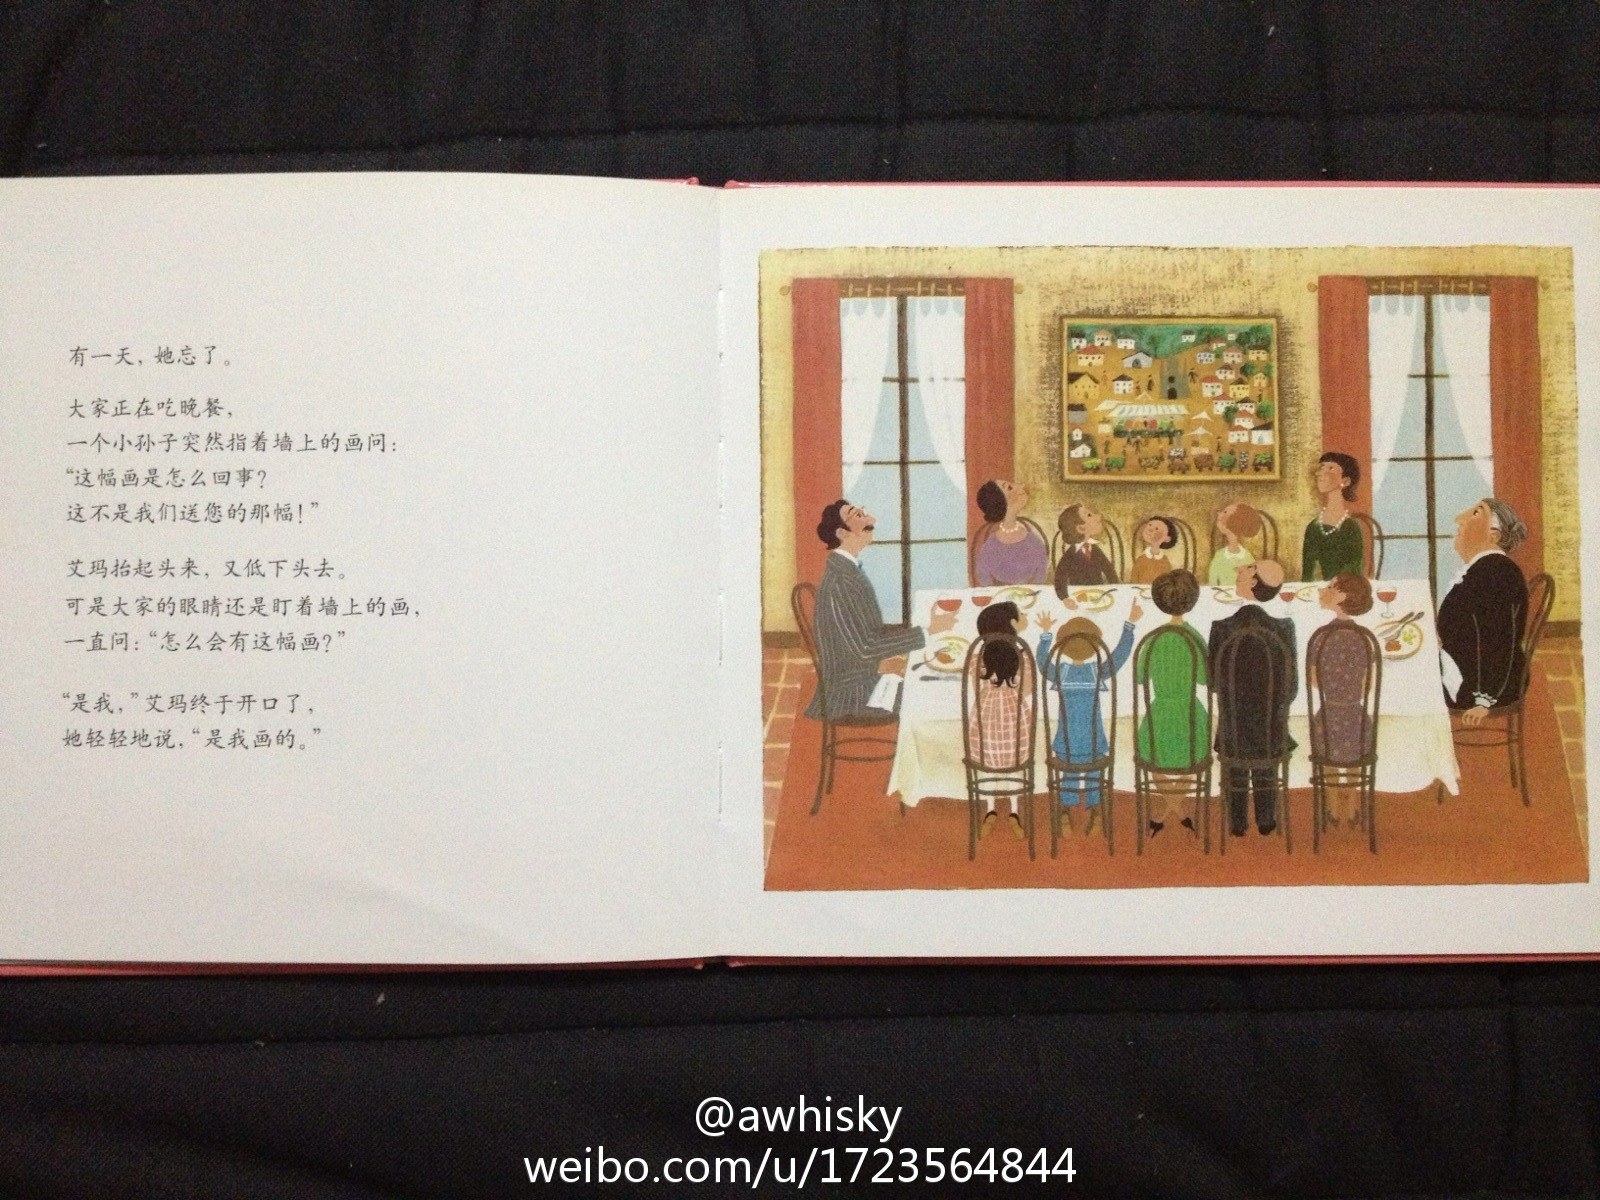 有一天，她忘了。
大家正在吃晚餐，
一个小孙子突然指着墙上的画问：
“这幅画是怎么回事？
这不是我们送您的那幅！”
艾玛抬起头来，又低下头去。
可是大家的眼睛还是盯着墙上的画，
一直问：“怎么会有这幅画？”
“是我，”艾玛终于开口了，
她轻轻地说，“是我画的。”
@awhisky
weibo.com/u/1723564844